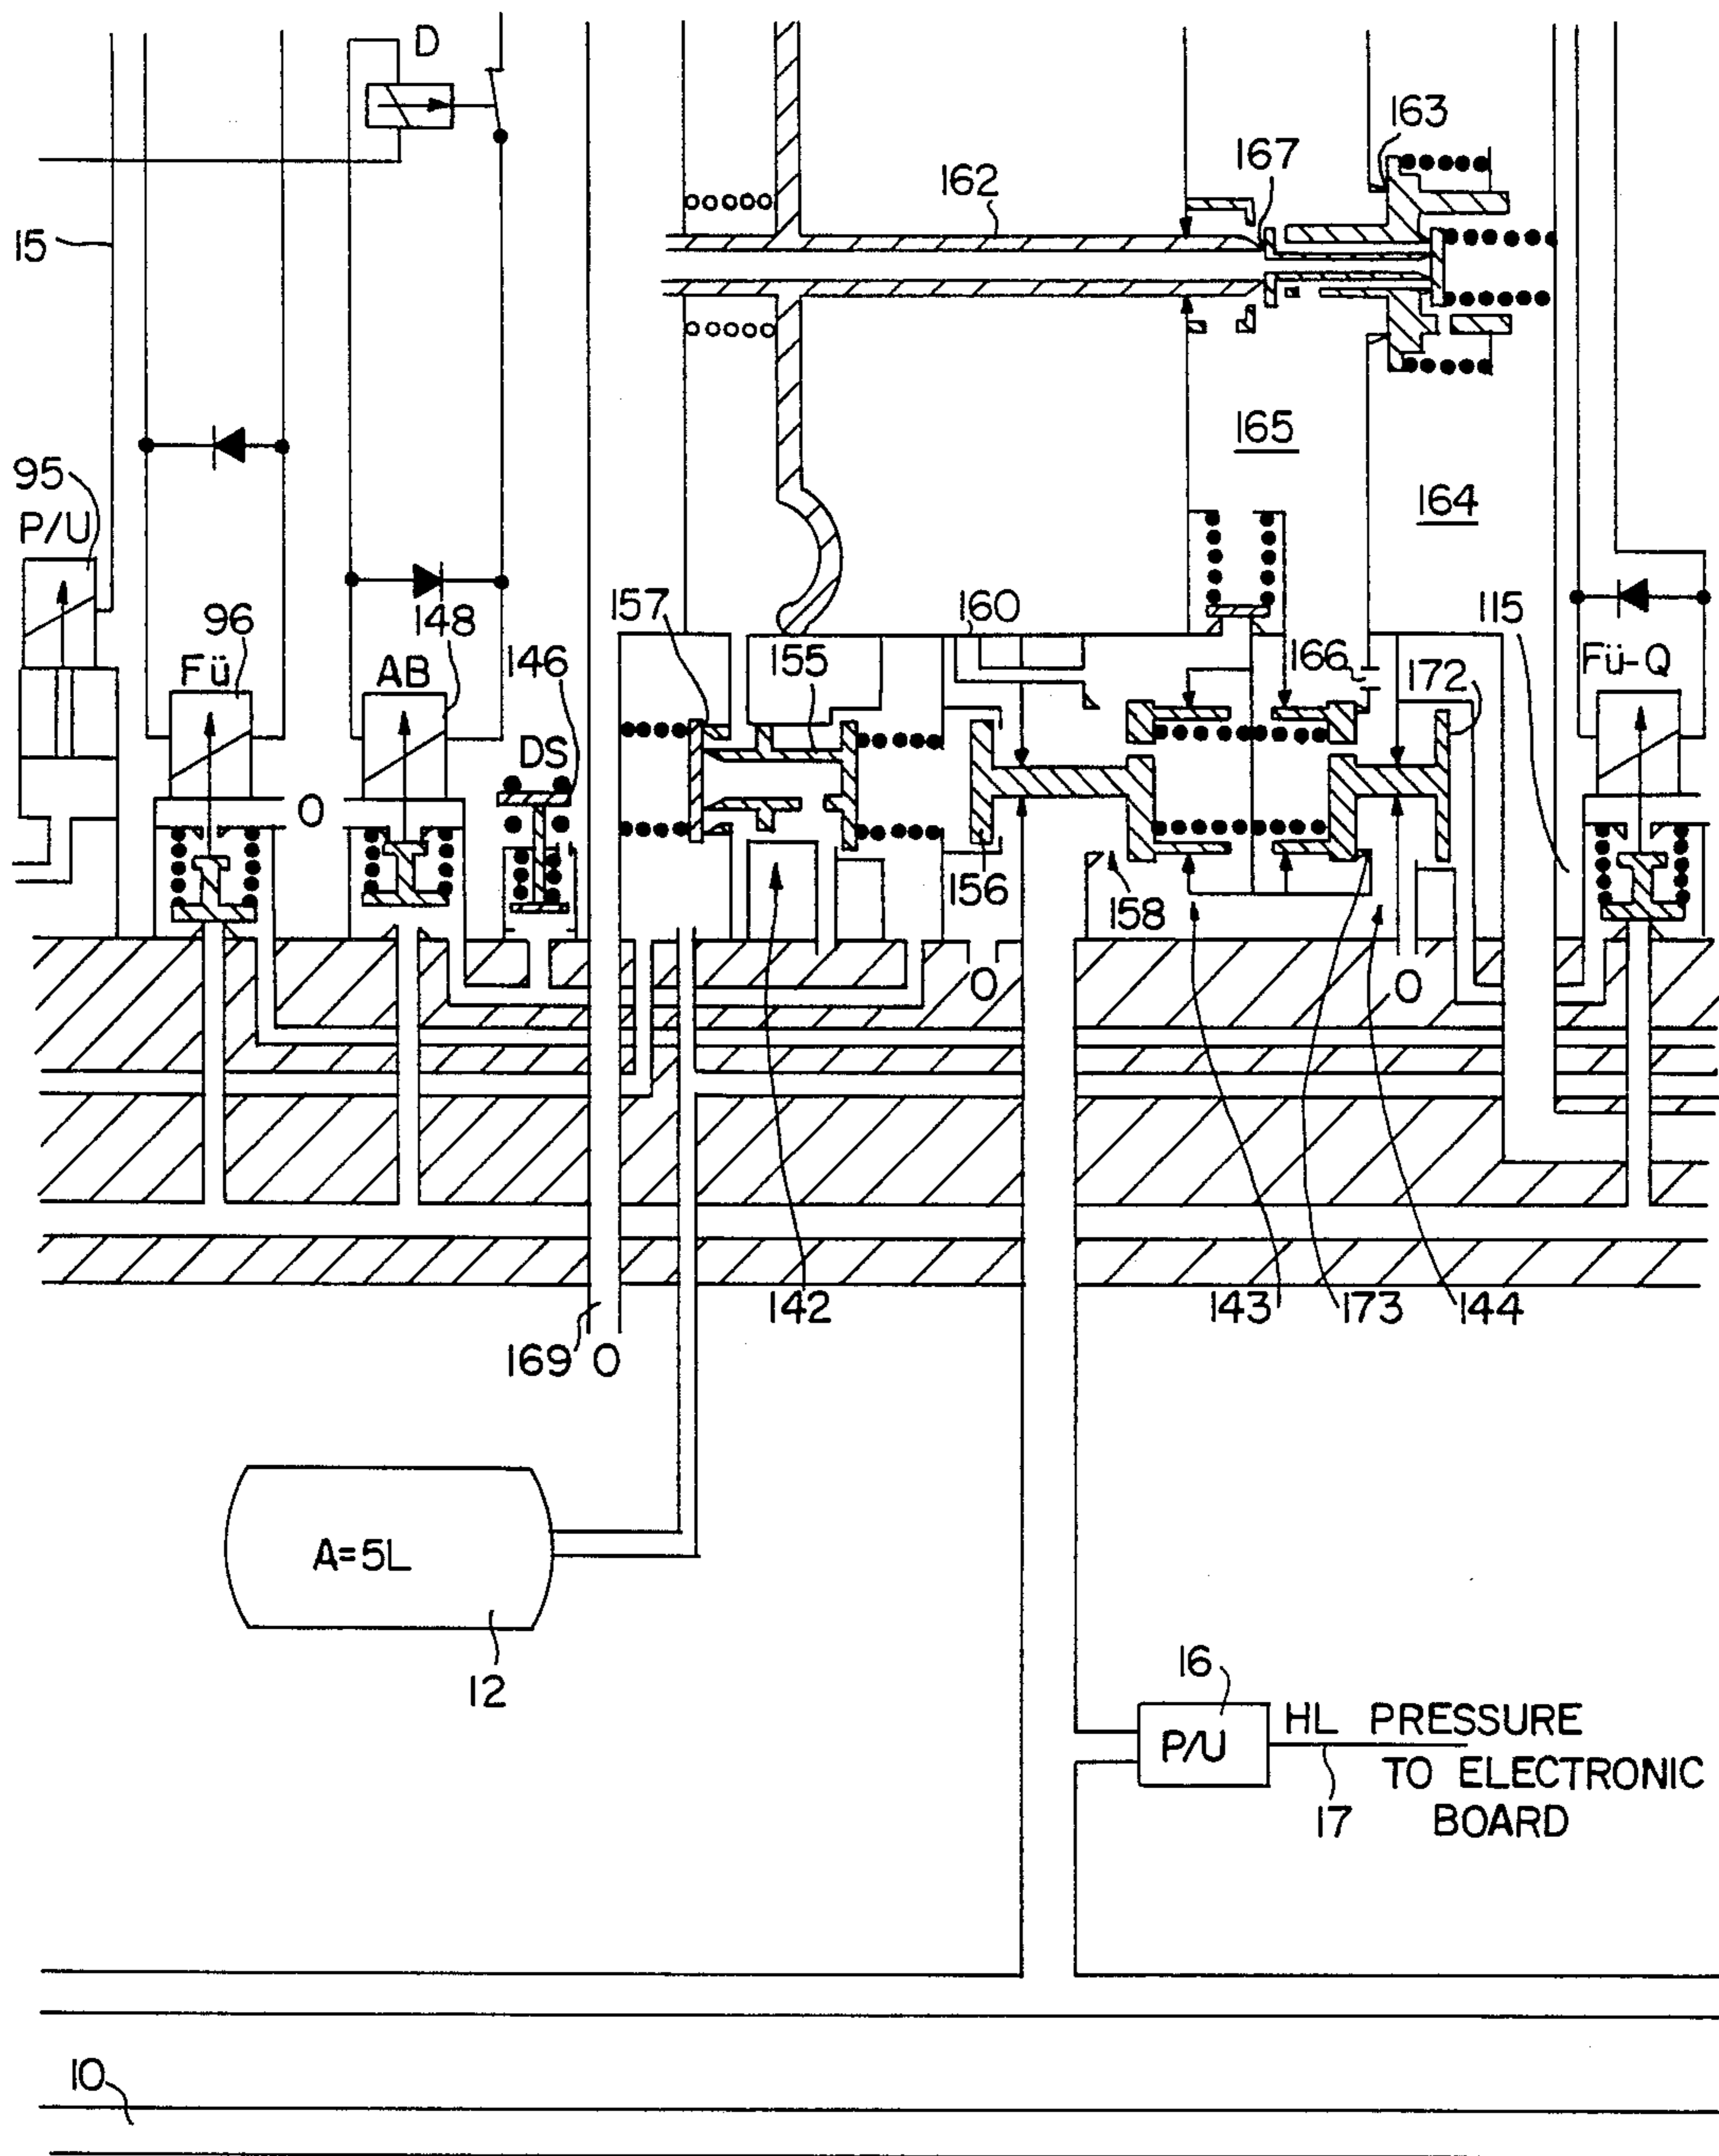 D
163
167
162
15
165
95
P/U
164
157
160
115
96
148
155
166
Fü
AB
146
172
Fü-Q
DS
O
156
158
O
O
142
143
173
144
169
O
A=5L
12
16
P/U
HL PRESSURE
TO ELECTRONIC
17
BOARD
10